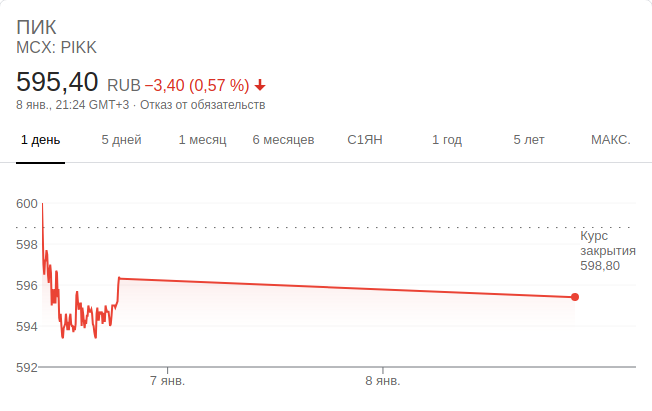 ПИК
MCX: PIKK
595,40 RUB −3,40 (0,57 %)
8 янв., 21:24 GMT+3 · Отказ от обязательств
1 день 5 дней 1 месяц 6 месяцев С1ЯН 1 год 5 лет МАКС.
600
598
596
594
592
Курс
закрытия
598,80
7 янв. 8 янв.